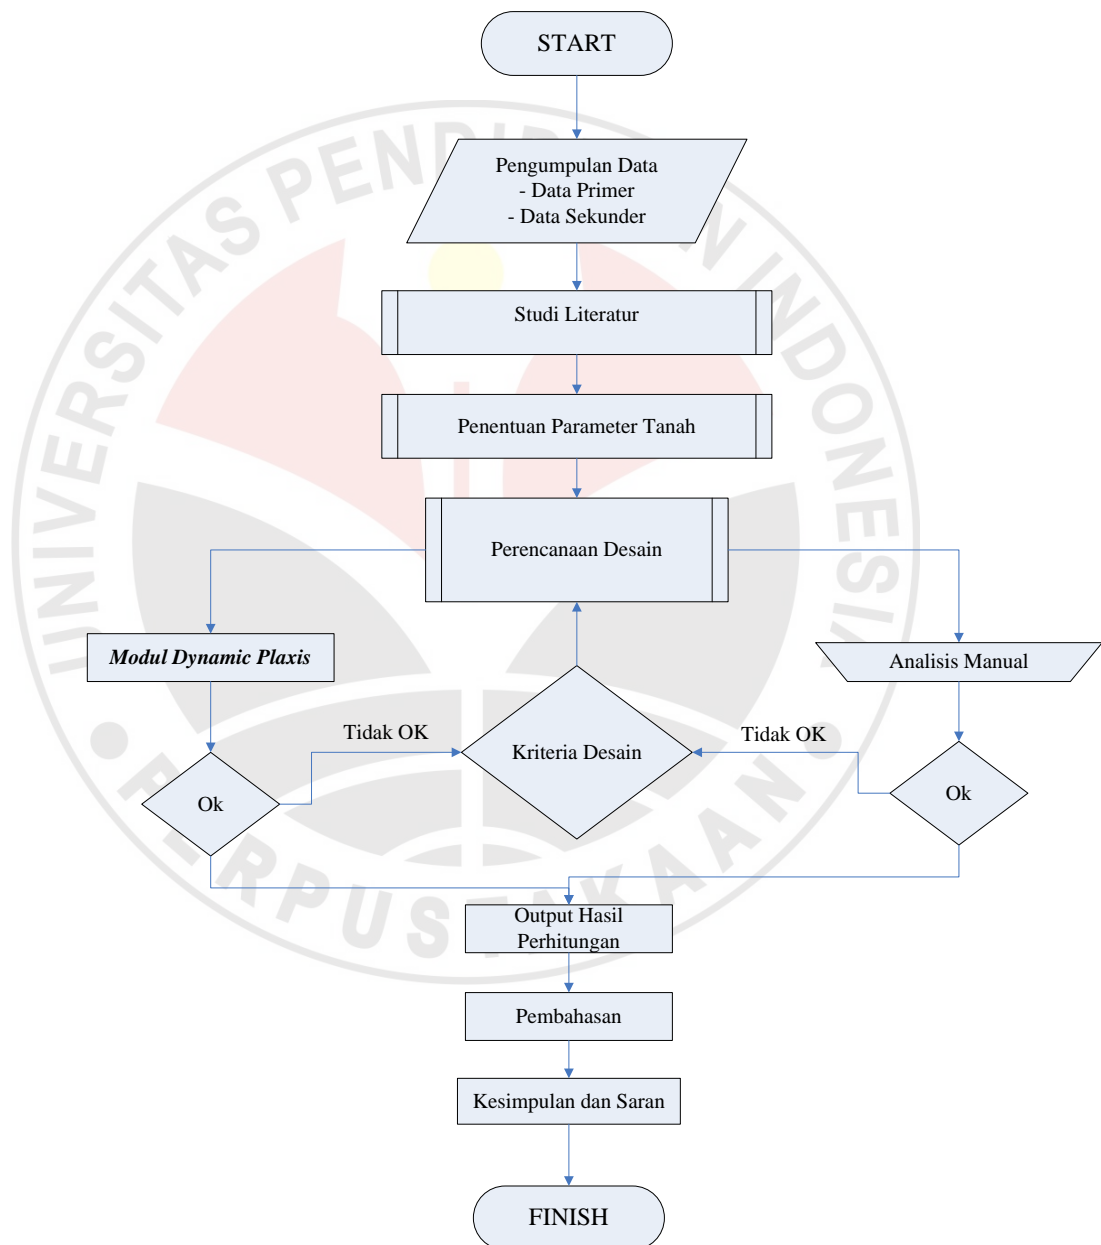 START
Pengumpulan Data
- Data Primer
- Data Sekunder
Studi Literatur
Penentuan Parameter Tanah
Perencanaan Desain
Modul Dynamic Plaxis
Analisis Manual
Tidak OK
Kriteria Desain
Tidak OK
Ok
Ok
Output Hasil
Perhitungan
Pembahasan
Kesimpulan dan Saran
FINISH
UNIVERSITAS PENDIDIKAN INDONESIA
PERPUSTAKAAN